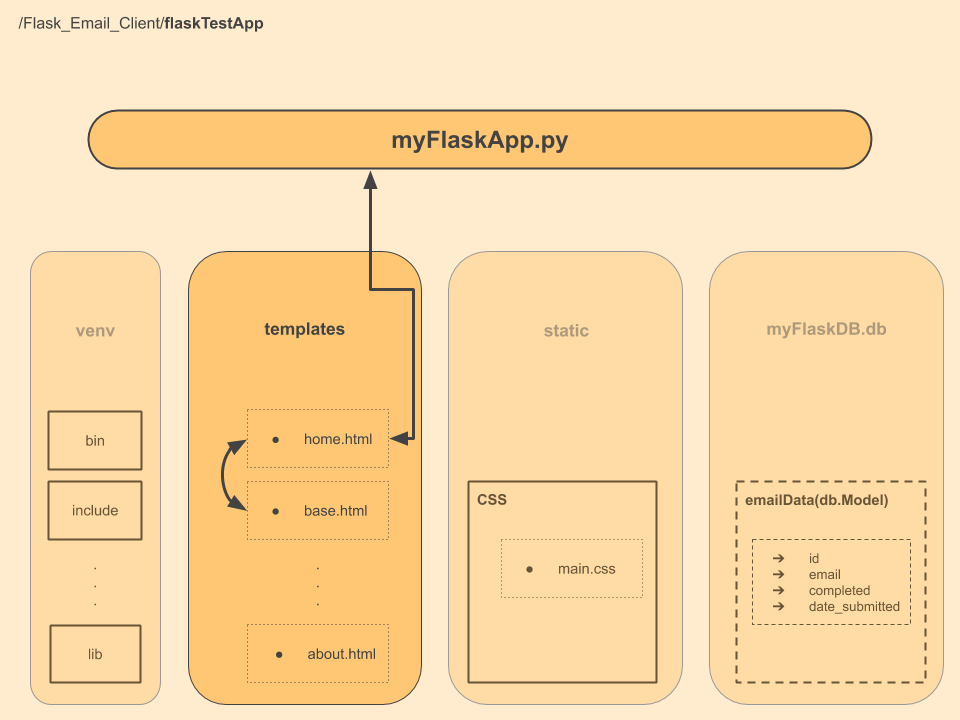 /Flask_Email_Client/flaskTestApp
myFlaskApp.py
venv
bin
include
.
.
.
lib
templates
● home.html
● base.html
.
.
.
● about.html
static
CSS
● main.css
myFlaskDB.db
emailData(db.Model)
➔ id
➔ email
➔ completed
➔ date_submitted